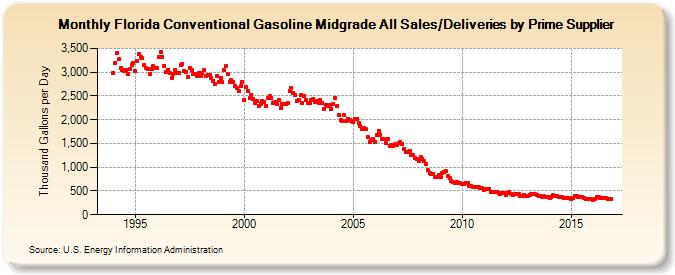 Monthly Florida Conventional Gasoline Midgrade All Sales/Deliveries by Prime Supplier
Thousand Gallons per Day
3,500
3,000
2,500
2,000
1,500
1,000
500
0
1995 2000 2005 2010 2015
Source: U.S. Energy Information Administration